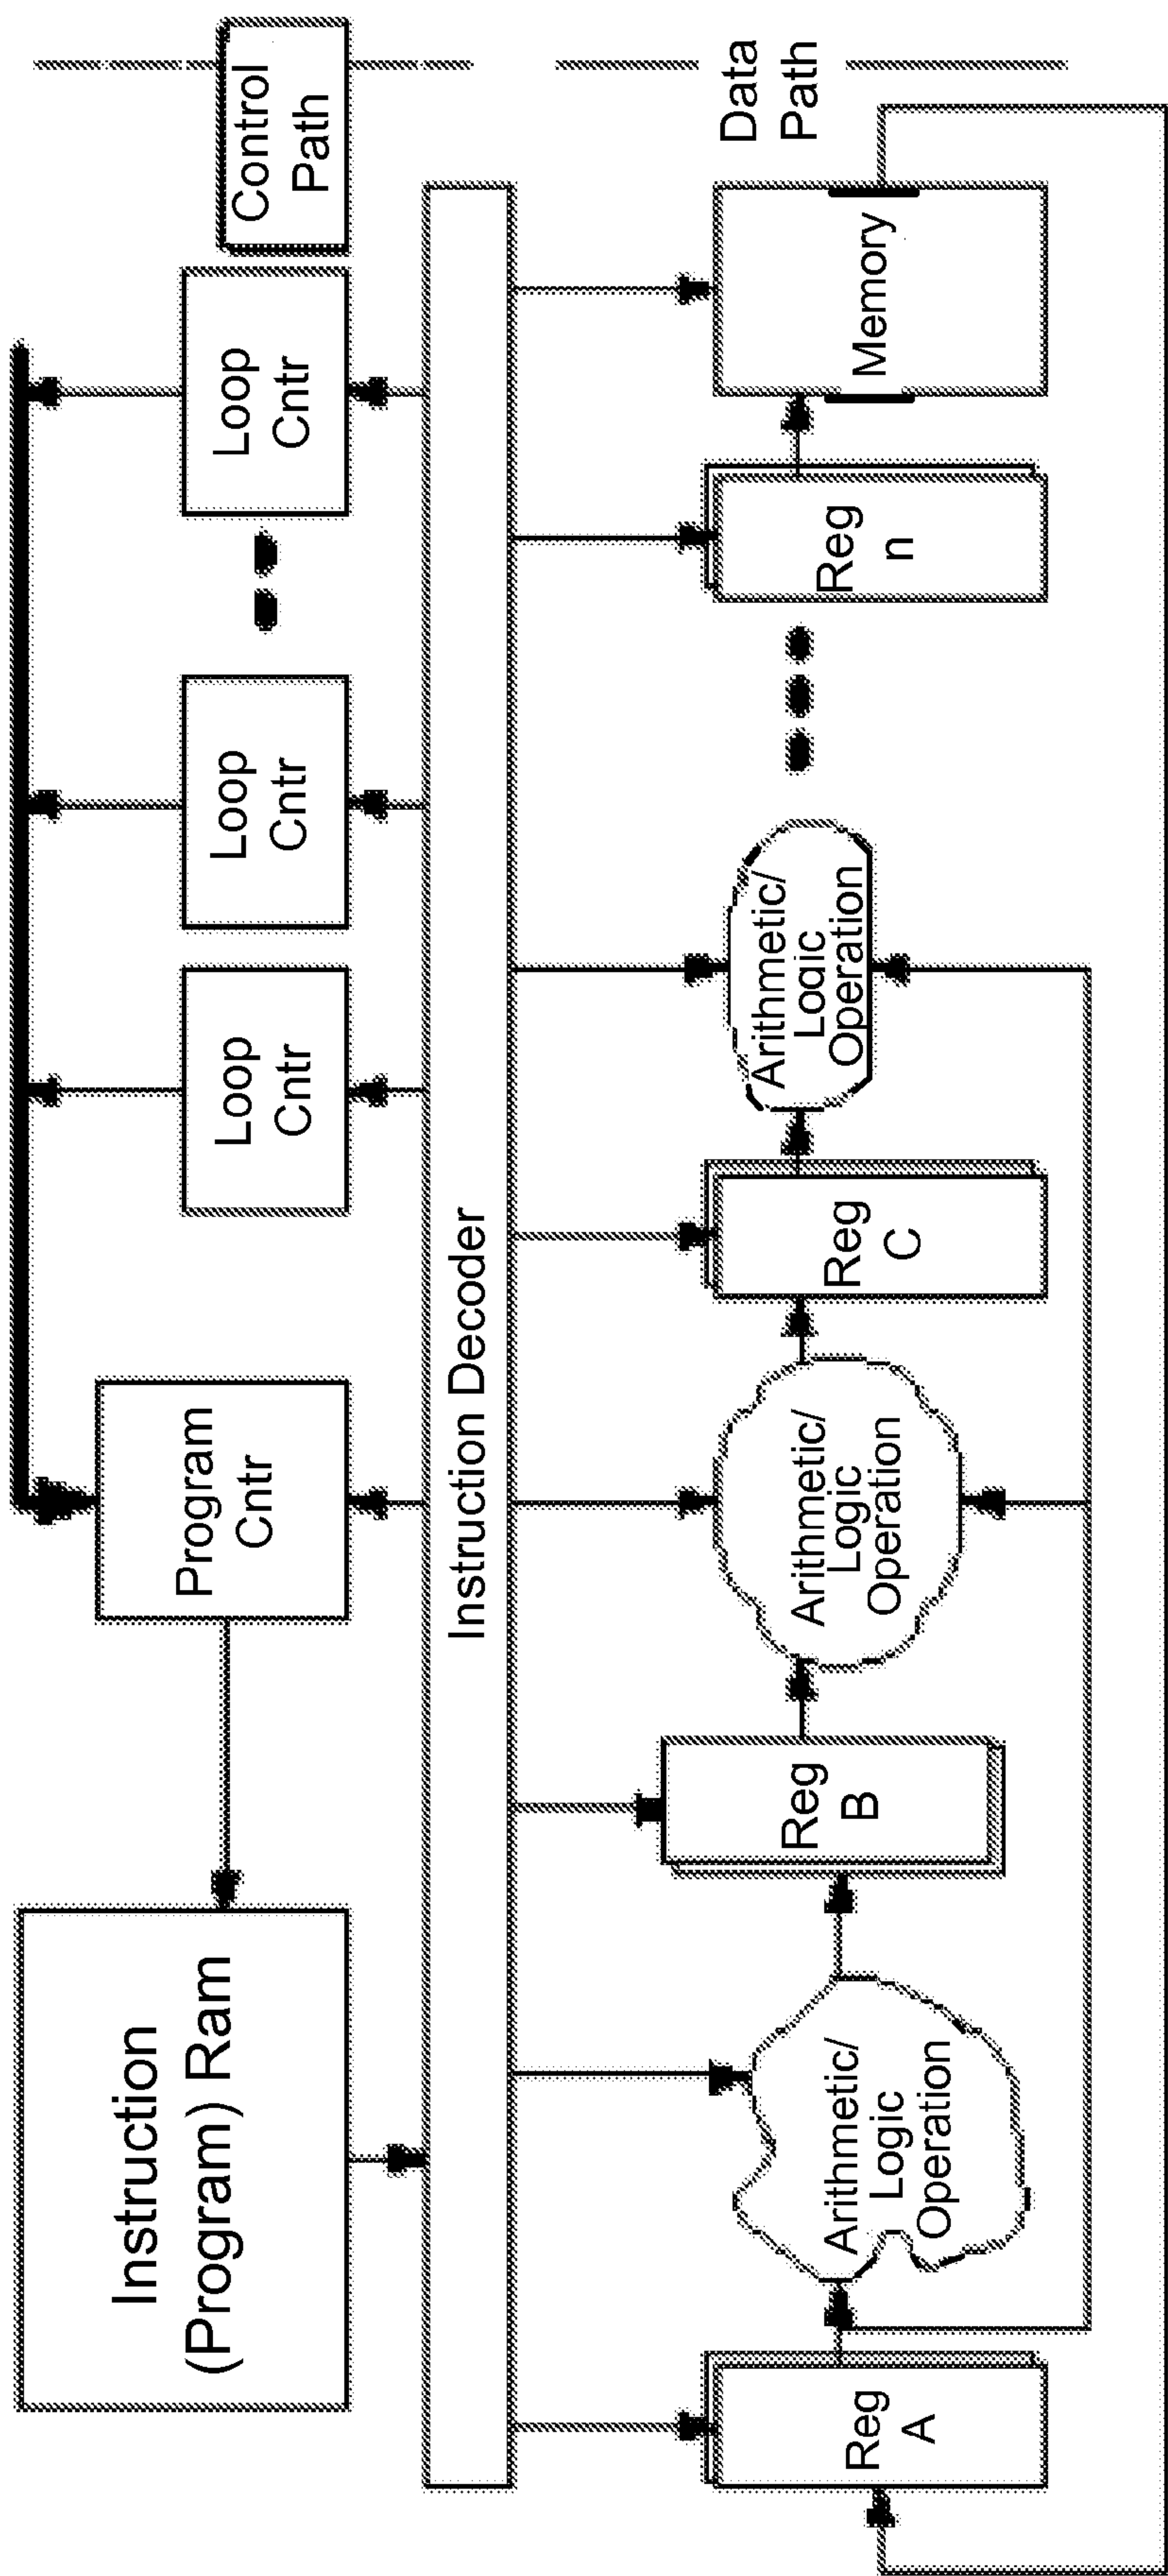 Instruction
(Program) Ram
Program
Cntr
Loop
Cntr
Loop
Cntr
Loop
Cntr
Control
Path
Instruction Decoder
Data
Path
Reg
A
Arithmetic/
Logic
Operation
Reg
B
Arithmetic/
Logic
Operation
Reg
C
Arithmetic/
Logic
Operation
Reg
n
Memory